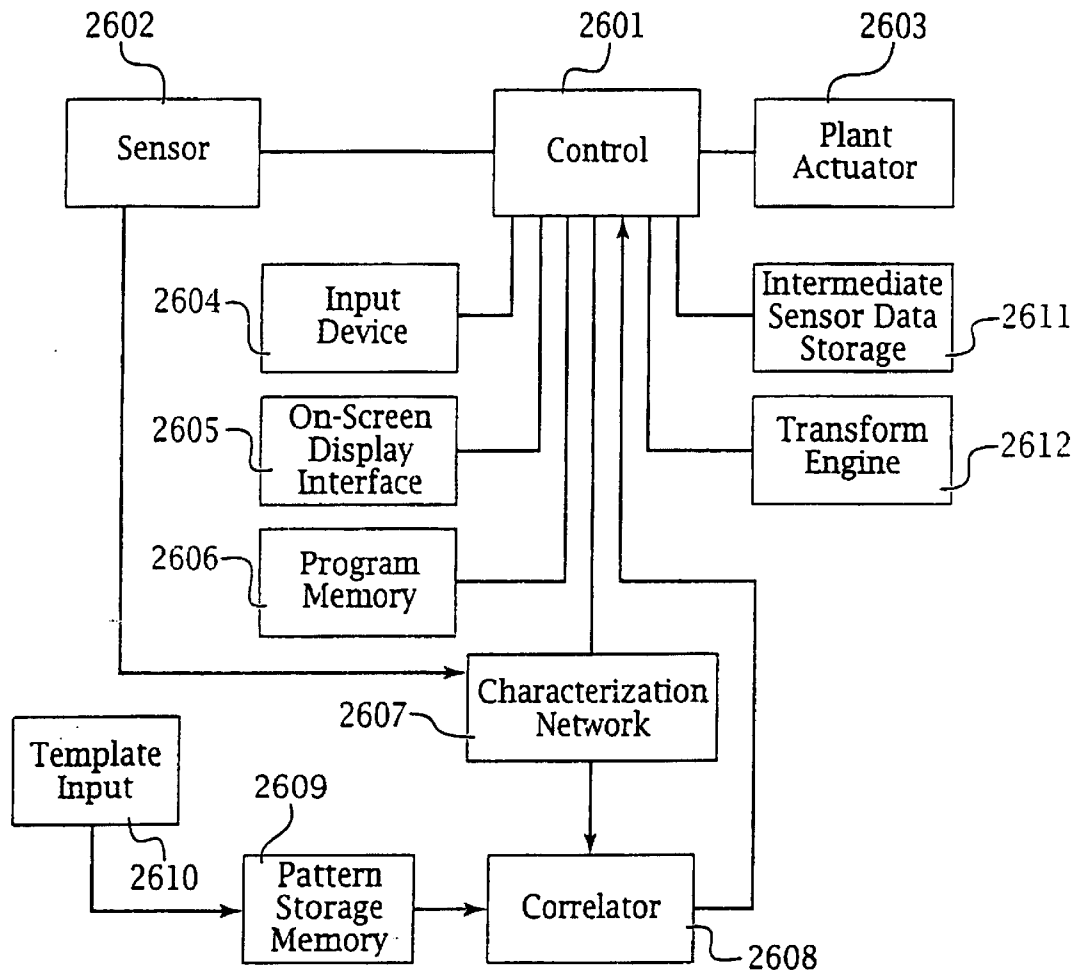 2602
2601
2603
Sensor
Control
Plant
Actuator
2604
Input
Device
Intermediate
Sensor Data
Storage
2611
2605
On-Screen
Display
Interface
Transform
Engine
2612
2606
Program
Memory
2607
Characterization
Network
Template
Input
2610
2609
Pattern
Storage
Memory
Correlator
2608